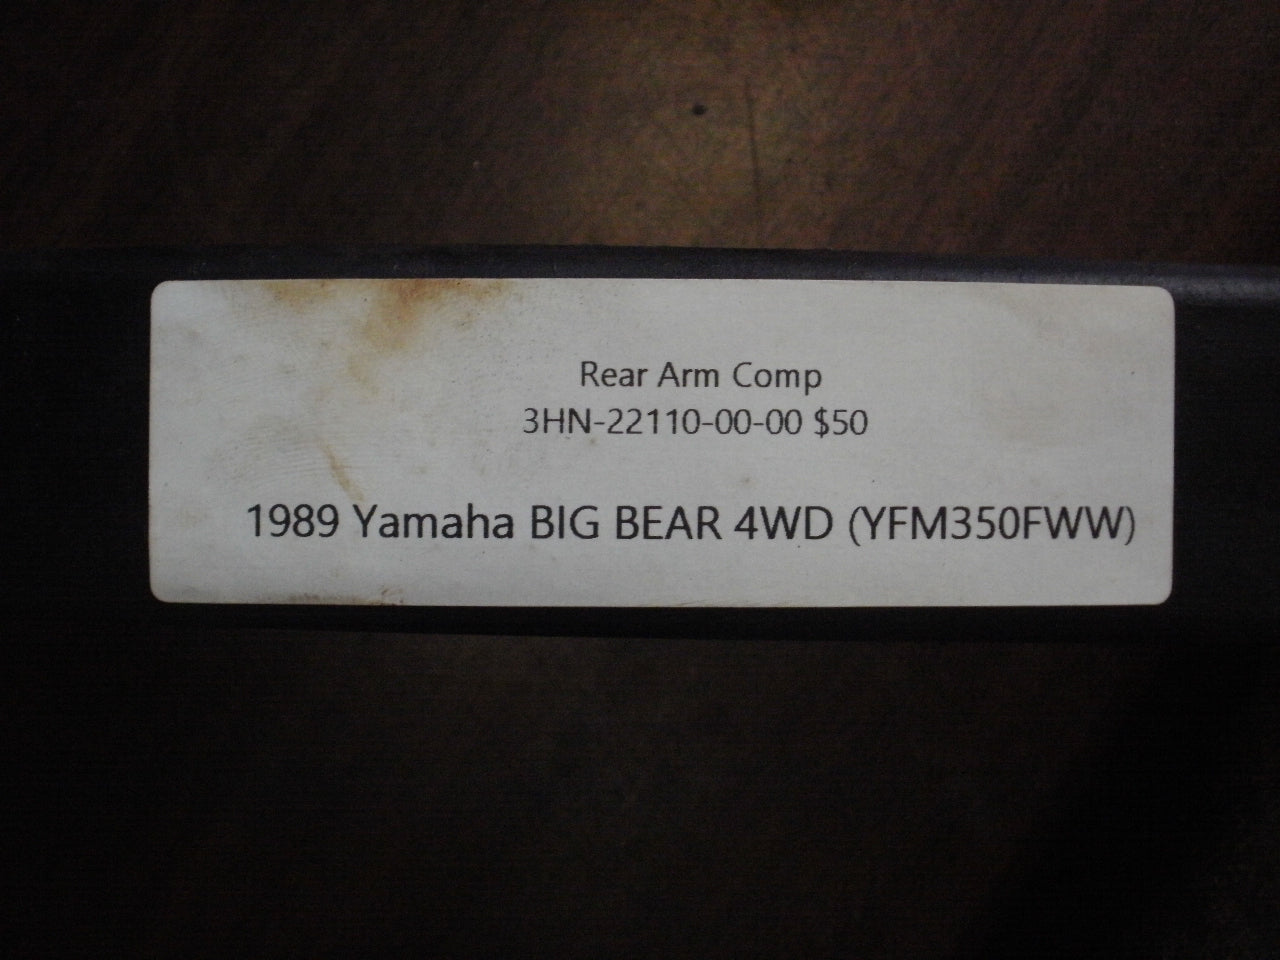 Rear Arm Comp
3HN-22110-00-00 $50
1989 Yamaha BIG BEAR 4WD (YFM350FWW)